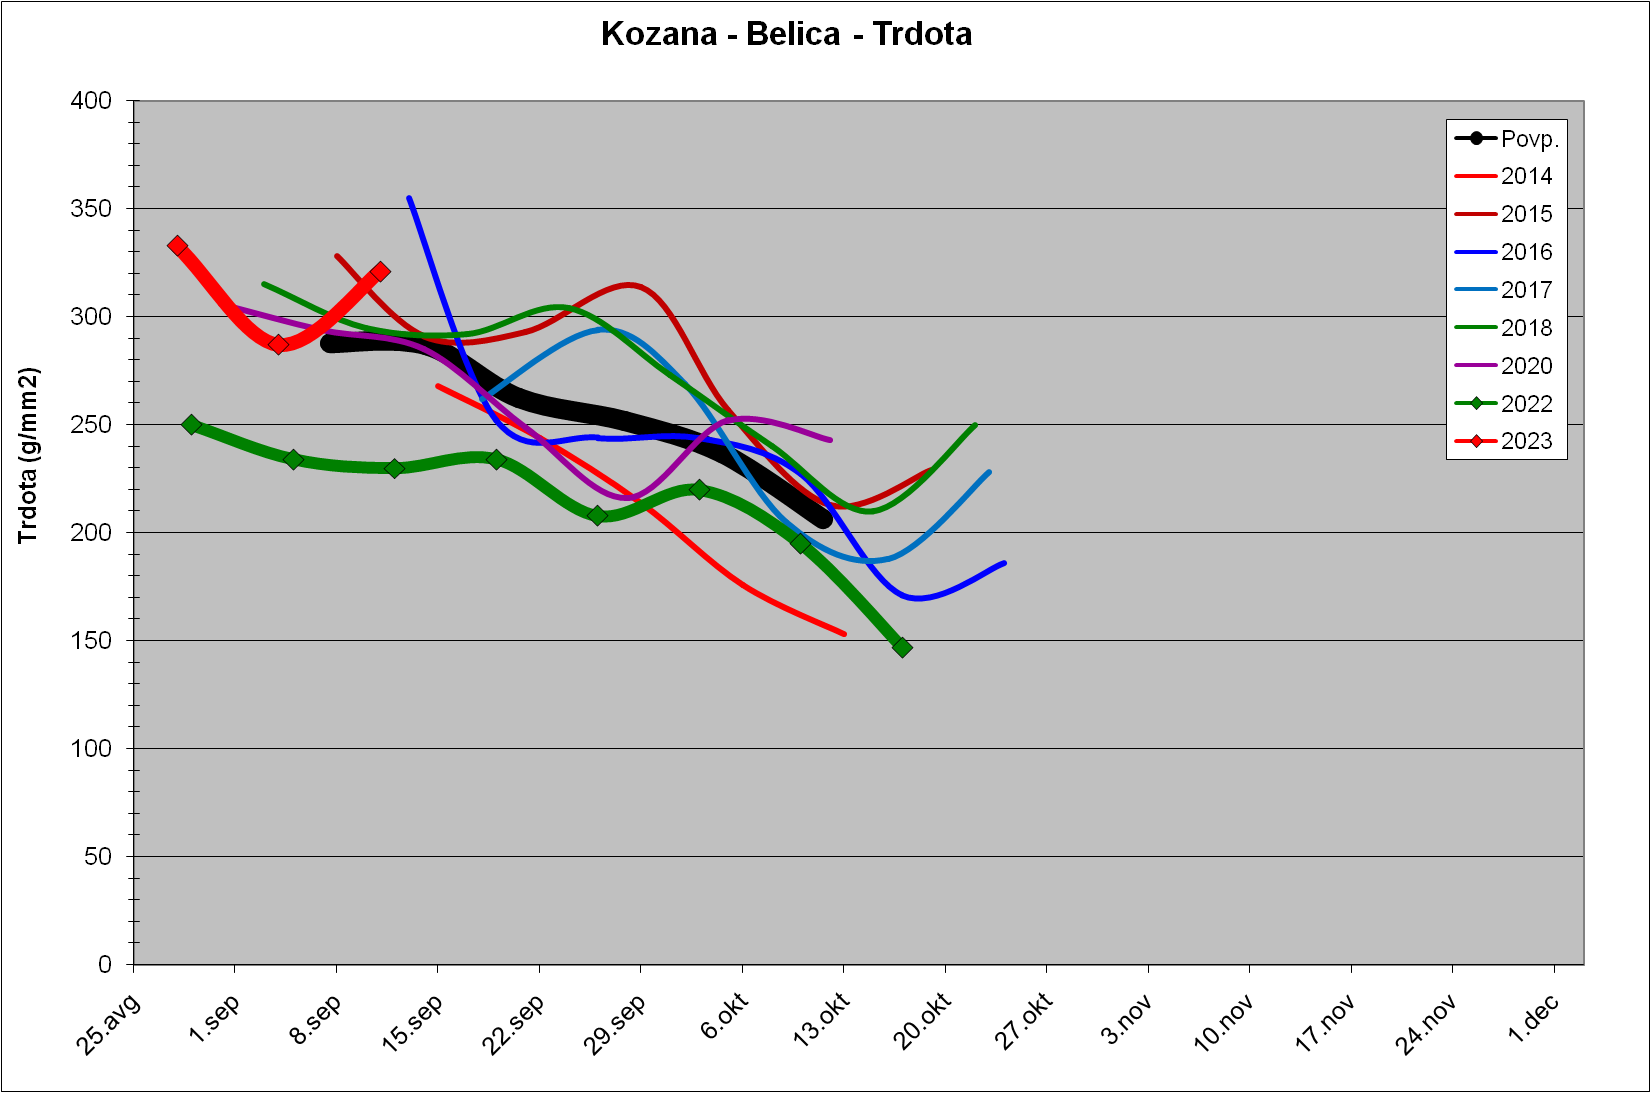 Kozana - Belica - Trdota
Trdota (g/mm2)
400
350
300
250
200
150
100
50
0
25.avg
1.sep
8.sep
15.sep
22.sep
29.sep
6.okt
13.okt
20.okt
27.okt
3.nov
10.nov
17.nov
24.nov
1.dec
Povp.
2014
2015
2016
2017
2018
2020
2022
2023